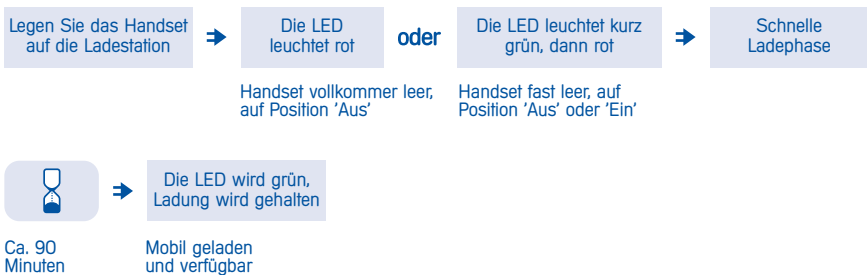 Legen Sie das Handset
auf die Ladestation
Die LED
leuchtet rot
oder
Die LED leuchtet kurz
grün, dann rot
Schnelle
Ladephase
Handset vollkommer leer,
auf Position 'Aus'
Handset fast leer, auf
Position 'Aus' oder 'Ein'
Die LED wird grün,
Ladung wird gehalten
Ca. 90
Minuten
Mobil geladen
und verfügbar